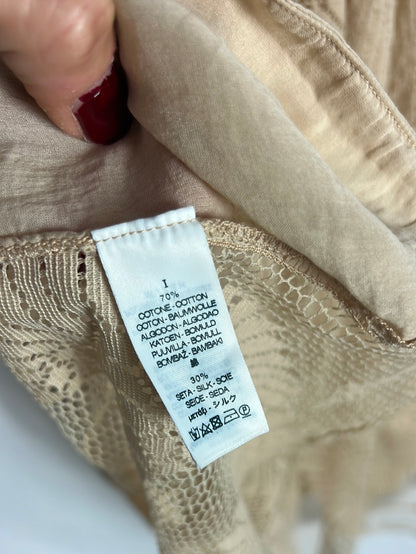 I
70%
COTONE - COTTON
COTON - BAUMWOLLE
ALGODON - ALGODAO
KATOEN - BOMULD
PUUVILLA - BOMULL
BOMBAŽ - BAMBAKI
綿
30%
SETA - SILK - SOIE
SEIDE - SEDA
シルク